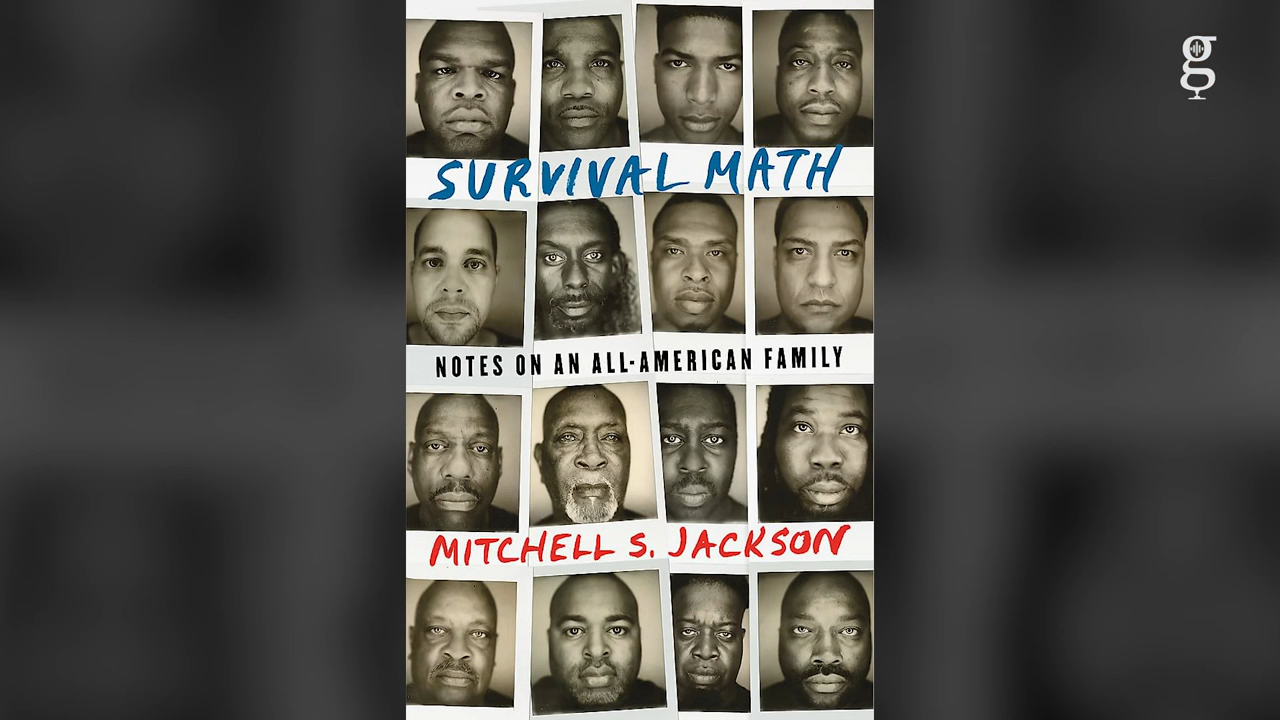 SURVIVAL MATH
NOTES ON AN ALL-AMERICAN FAMILY
MITCHELL S. JACKSON
g